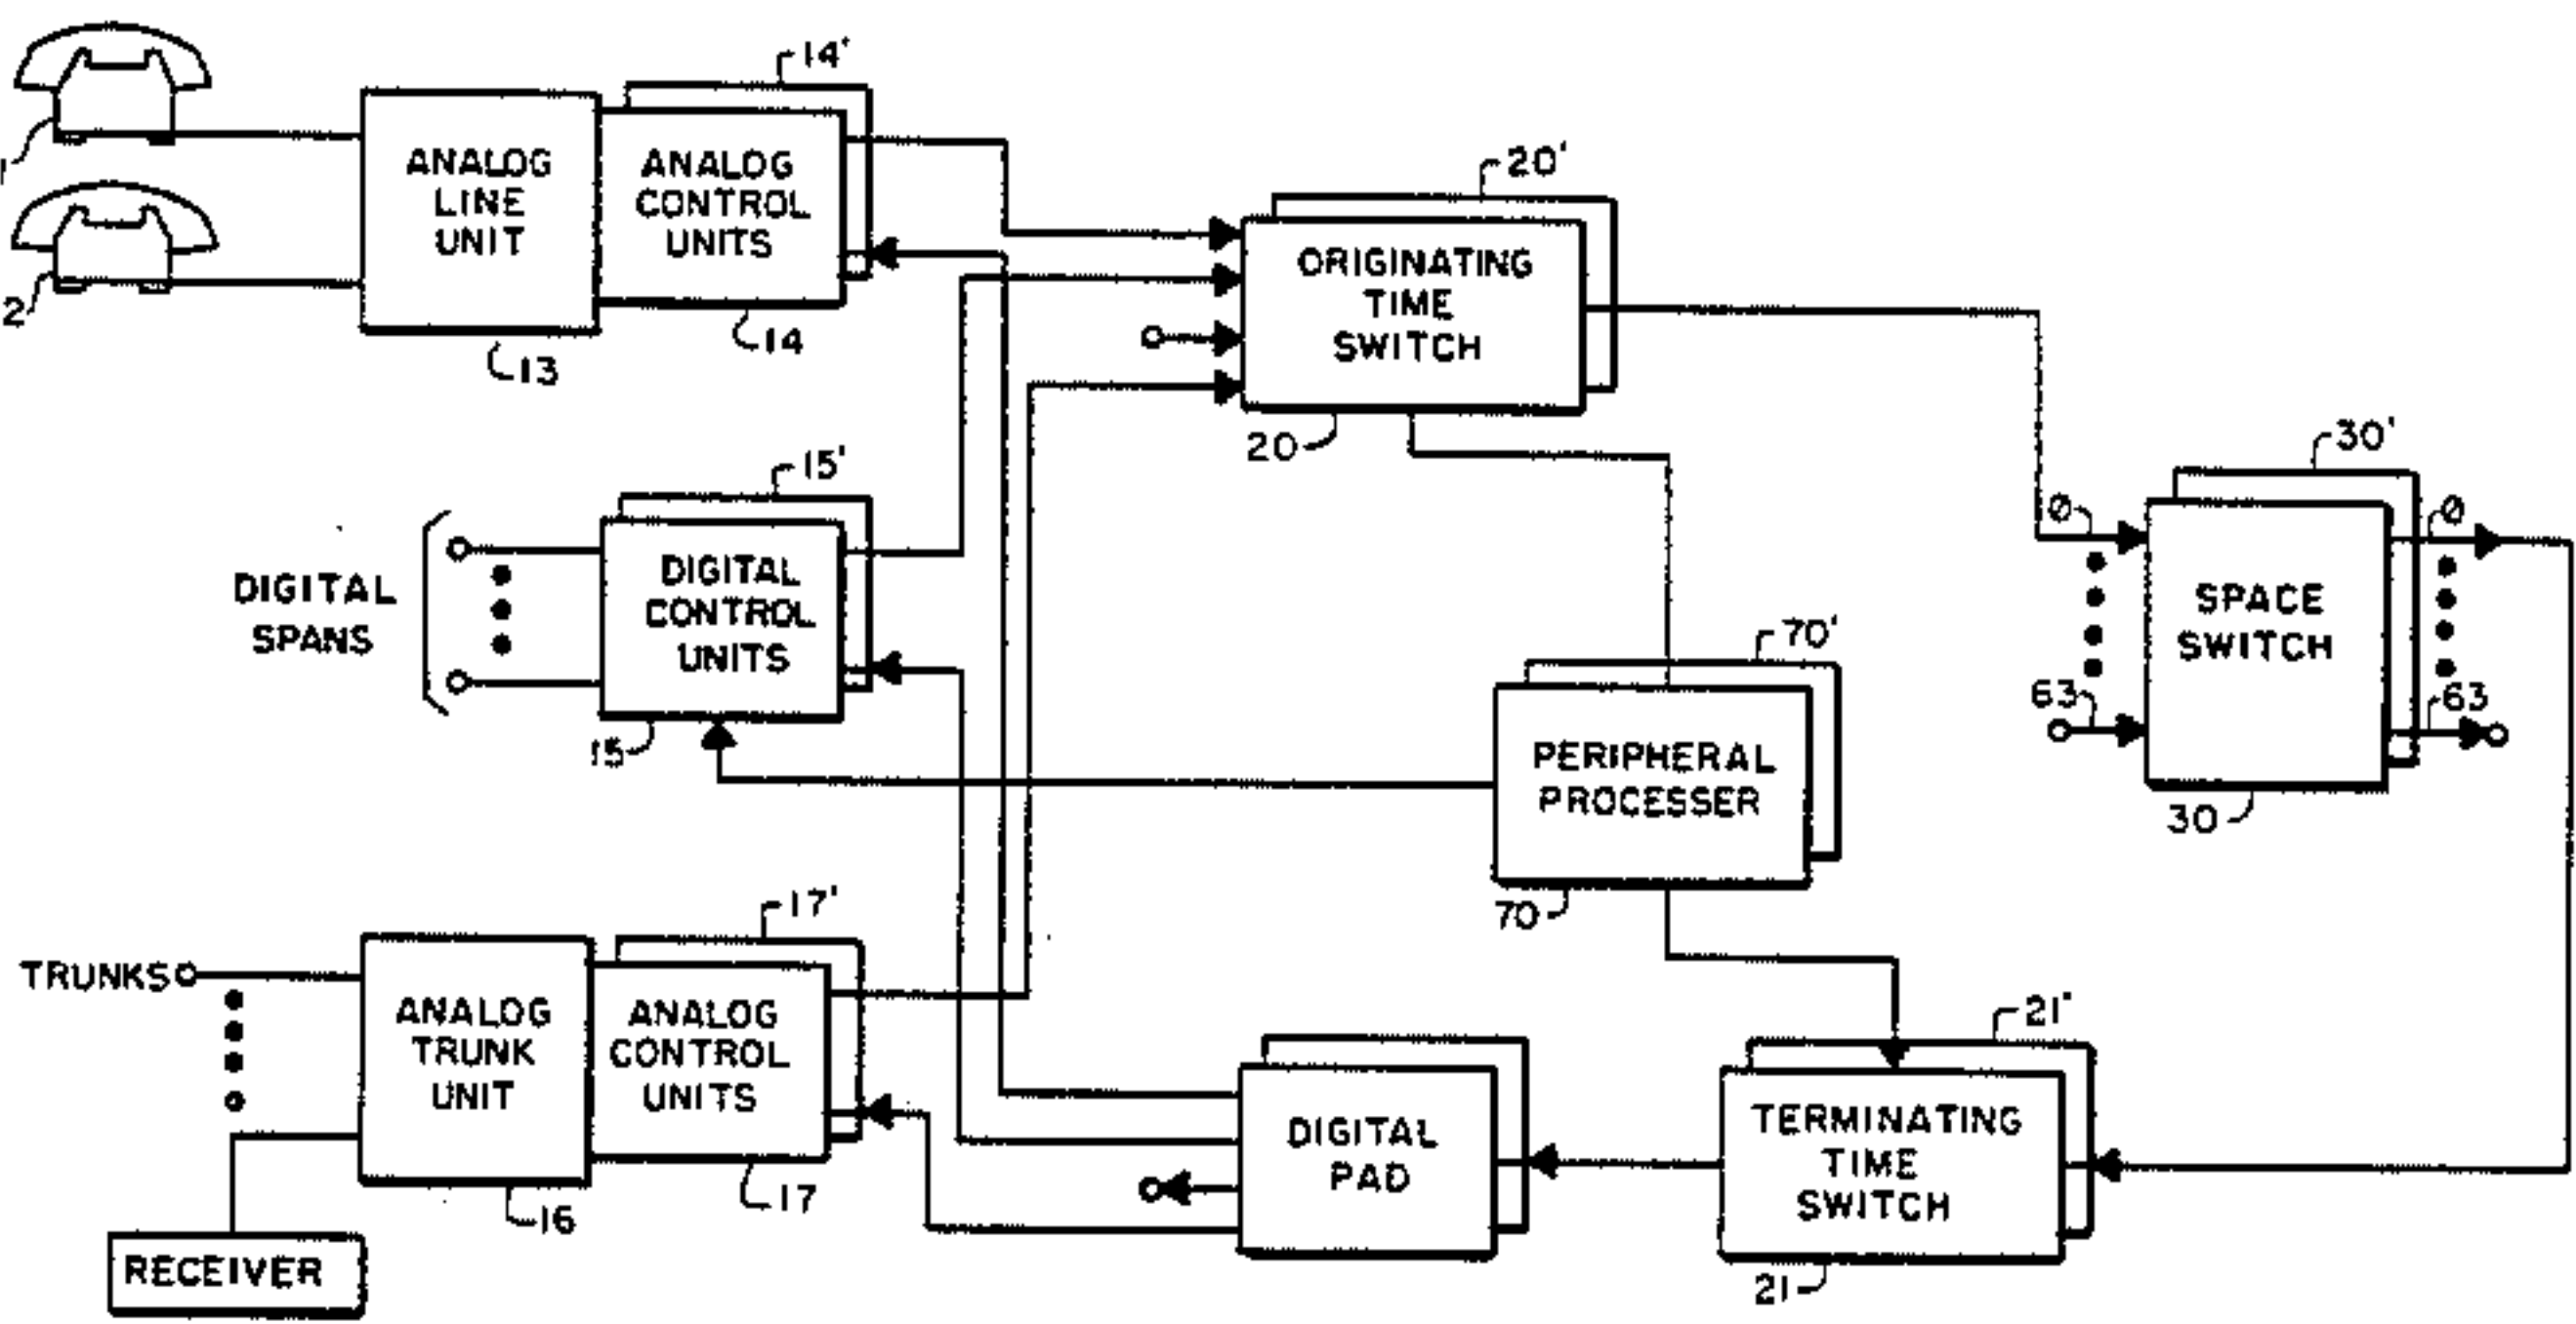 14'
1
ANALOG
LINE
UNIT
ANALOG
CONTROL
UNITS
2
13
14
20'
ORIGINATING
TIME
SWITCH
20
15'
DIGITAL
SPANS
DIGITAL
CONTROL
UNITS
15
30'
0
0
SPACE
SWITCH
63
63
30
70'
PERIPHERAL
PROCESSER
70
17'
TRUNKS
ANALOG
TRUNK
UNIT
ANALOG
CONTROL
UNITS
16
17
RECEIVER
DIGITAL
PAD
21'
TERMINATING
TIME
SWITCH
21